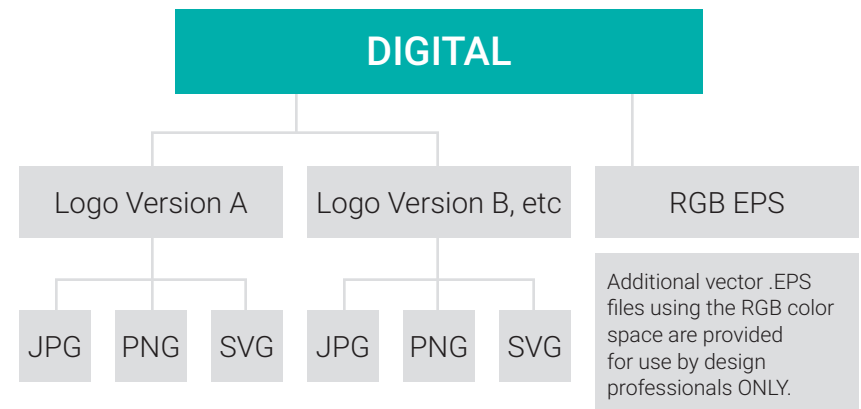 DIGITAL
Logo Version A
Logo Version B, etc
RGB EPS
JPG
PNG
SVG
JPG
PNG
SVG
Additional vector .EPS
files using the RGB color
space are provided
for use by design
professionals ONLY.